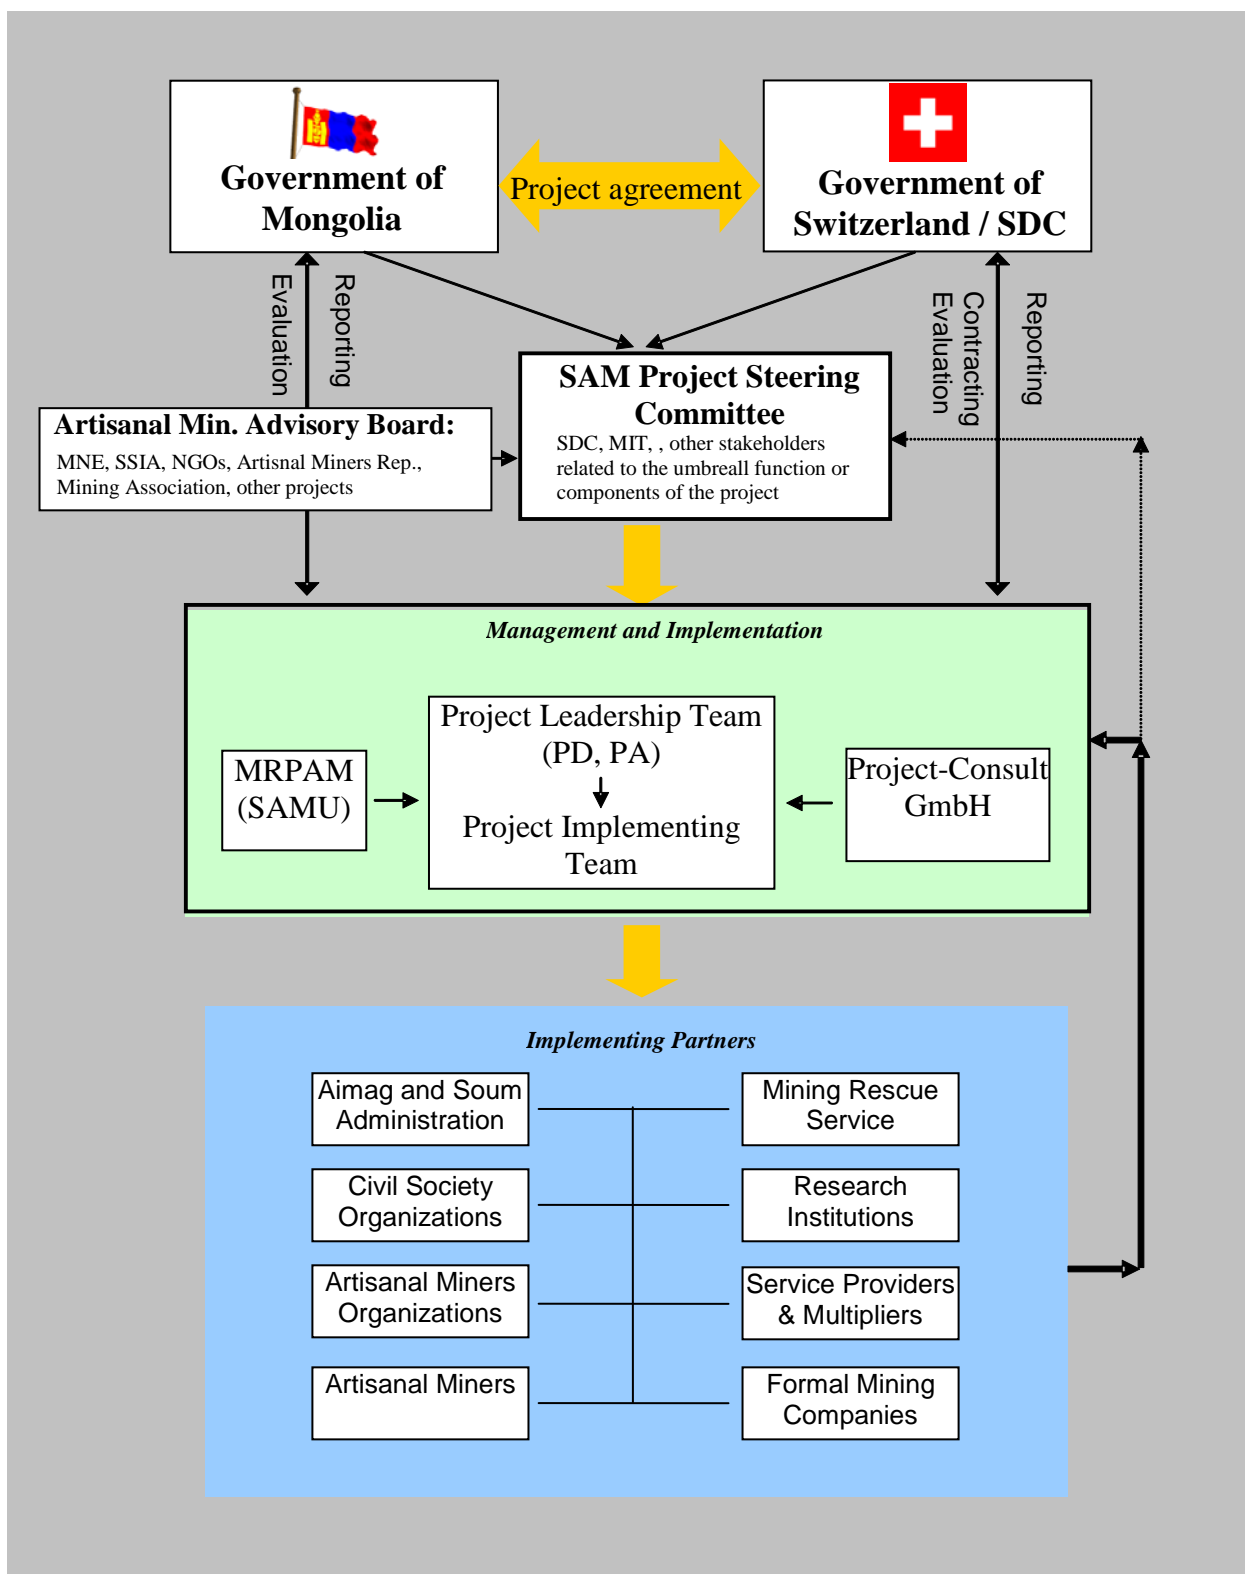 Government of
Mongolia
Project agreement
Government of
Switzerland / SDC
Reporting
Evaluation
Reporting
Contracting
Evaluation
SAM Project Steering
Committee
SDC, MIT, , other stakeholders
related to the umbreall function or
components of the project
Artisanal Min. Advisory Board:
MNE, SSIA, NGOs, Artisnal Miners Rep.,
Mining Association, other projects
Management and Implementation
MRPAM
(SAMU)
Project Leadership Team
(PD, PA)
Project Implementing
Team
Project-Consult
GmbH
Implementing Partners
Aimag and Soum
Administration
Mining Rescue
Service
Civil Society
Organizations
Research
Institutions
Artisanal Miners
Organizations
Service Providers
& Multipliers
Artisanal Miners
Formal Mining
Companies